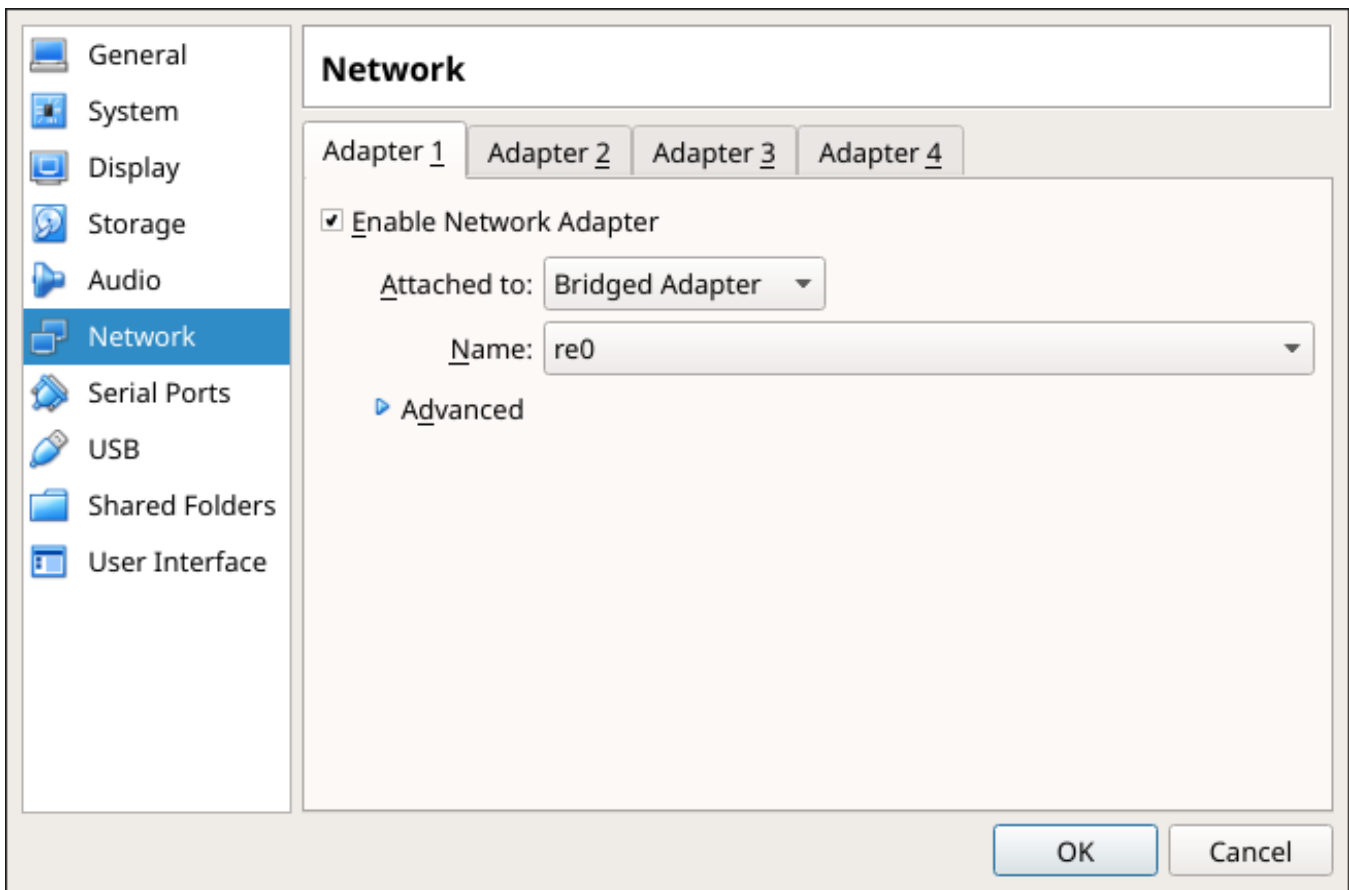 General
System
Display
Storage
Audio
Network
Serial Ports
USB
Shared Folders
User Interface
Network
Adapter 1 Adapter 2 Adapter 3 Adapter 4
Enable Network Adapter
Attached to: Bridged Adapter
Name: re0
Advanced
OK Cancel